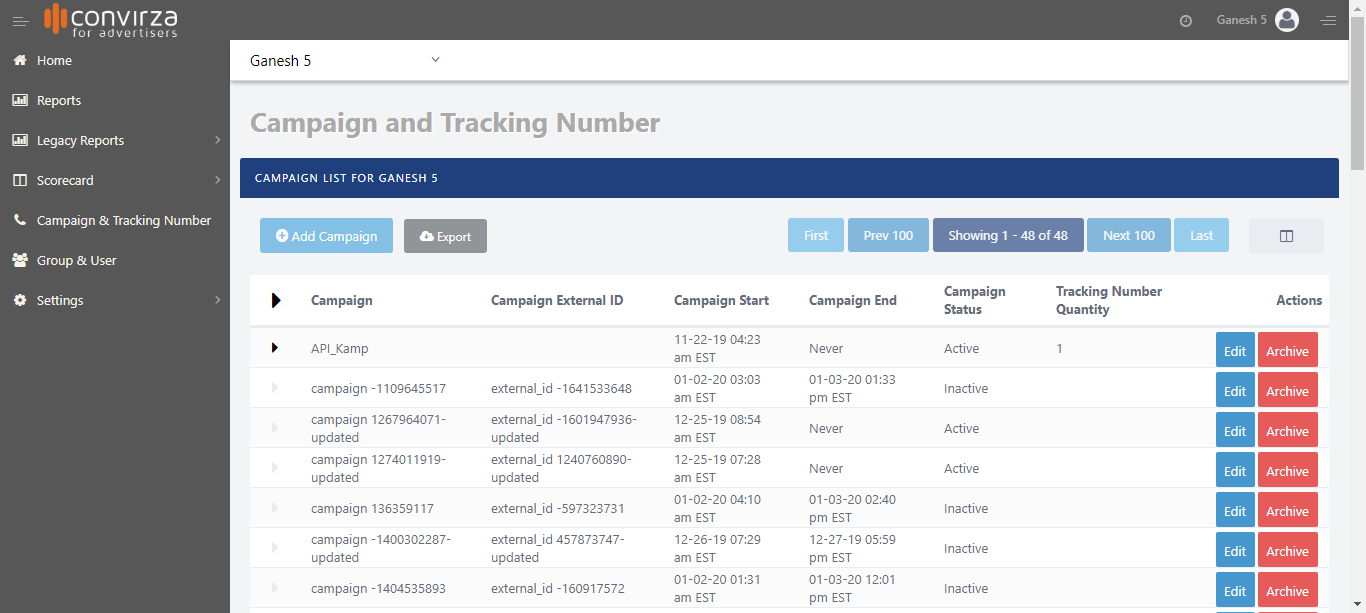 convirza
for advertisers
Ganesh 5
Home
Reports
Legacy Reports
Scorecard
Campaign & Tracking Number
Group & User
Settings
Ganesh 5
Campaign and Tracking Number
CAMPAIGN LIST FOR GANESH 5
Add Campaign
Export
First
Prev 100
Showing 1 - 48 of 48
Next 100
Last
Campaign
Campaign External ID
Campaign Start
Campaign End
Campaign
Status
Tracking Number
Quantity
Actions
API_Kamp
11-22-19 04:23
am EST
Never
Active
1
Edit
Archive
campaign -1109645517
external_id -1641533648
01-02-20 03:03
am EST
01-03-20 01:33
pm EST
Inactive
Edit
Archive
campaign 1267964071-
updated
external_id -1601947936-
updated
12-25-19 08:54
am EST
Never
Active
Edit
Archive
campaign 1274011919-
updated
external_id 1240760890-
updated
12-25-19 07:28
am EST
Never
Active
Edit
Archive
campaign 136359117
external_id -597323731
01-02-20 04:10
am EST
01-03-20 02:40
pm EST
Inactive
Edit
Archive
campaign -1400302287-
updated
external_id 457873747-
updated
12-26-19 07:29
am EST
12-27-19 05:59
pm EST
Inactive
Edit
Archive
campaign -1404535893
external_id -160917572
01-02-20 01:31
am EST
01-03-20 12:01
pm EST
Inactive
Edit
Archive